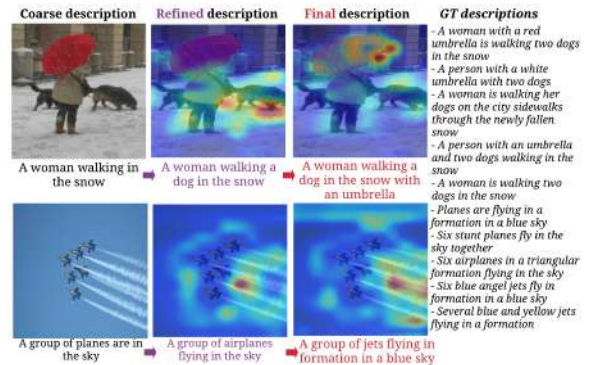 Coarse description
Refined description
Final description
GT descriptions
A woman walking in
the snow
A woman walking a
dog in the snow
A woman walking a
dog in the snow with
an umbrella
- A woman with a red
umbrella is walking two dogs
in the snow
- A person with a white
umbrella with two dogs
- A woman is walking her
dogs on the city sidewalks
through the newly fallen
snow
- A person with an umbrella
and two dogs walking in the
snow
- A woman is walking two
dogs in the snow
A group of planes are in
the sky
A group of airplanes
flying in the sky
A group of jets flying in
formation in a blue sky
- Planes are flying in a
formation in a blue sky
- Six stunt planes fly in the
sky together
- Six airplanes in a triangular
formation flying in the sky
- Six blue angel jets fly in
formation in a blue sky
- Several blue and yellow jets
flying in a formation